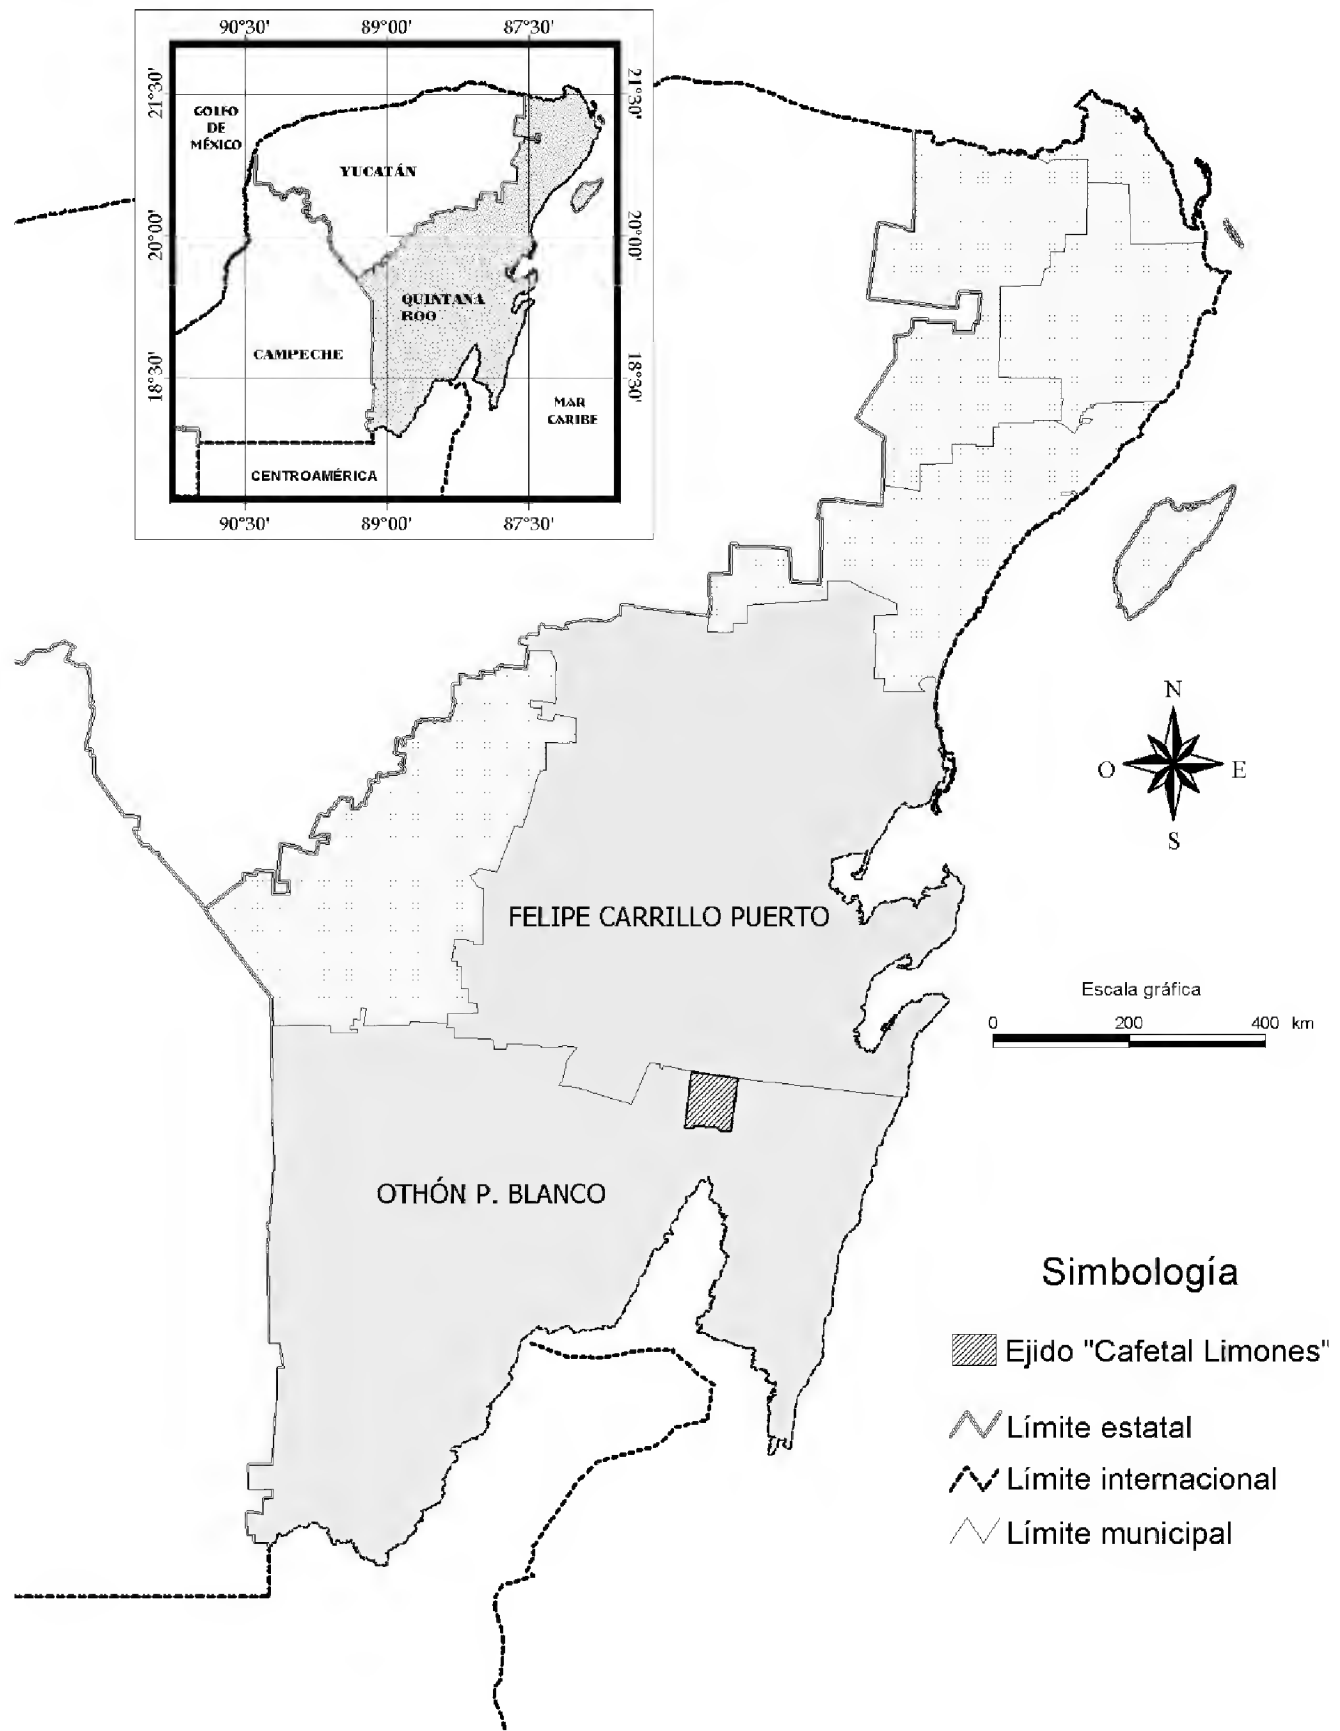 90°30' 89°00' 87°30'
21°30'
21°30'
GOLFO
DE
MÉXICO
YUCATÁN
20°00'
20°00'
QUINTANA
ROO
CAMPECHE
18°30'
18°30'
MAR
CARIBE
CENTROAMÉRICA
90°30' 89°00' 87°30'
N
O E
S
FELIPE CARRILLO PUERTO
Escala gráfica
0 200 400 km
OTHÓN P. BLANCO
Simbología
Ejido "Cafetal Limones"
Límite estatal
Límite internacional
Límite municipal